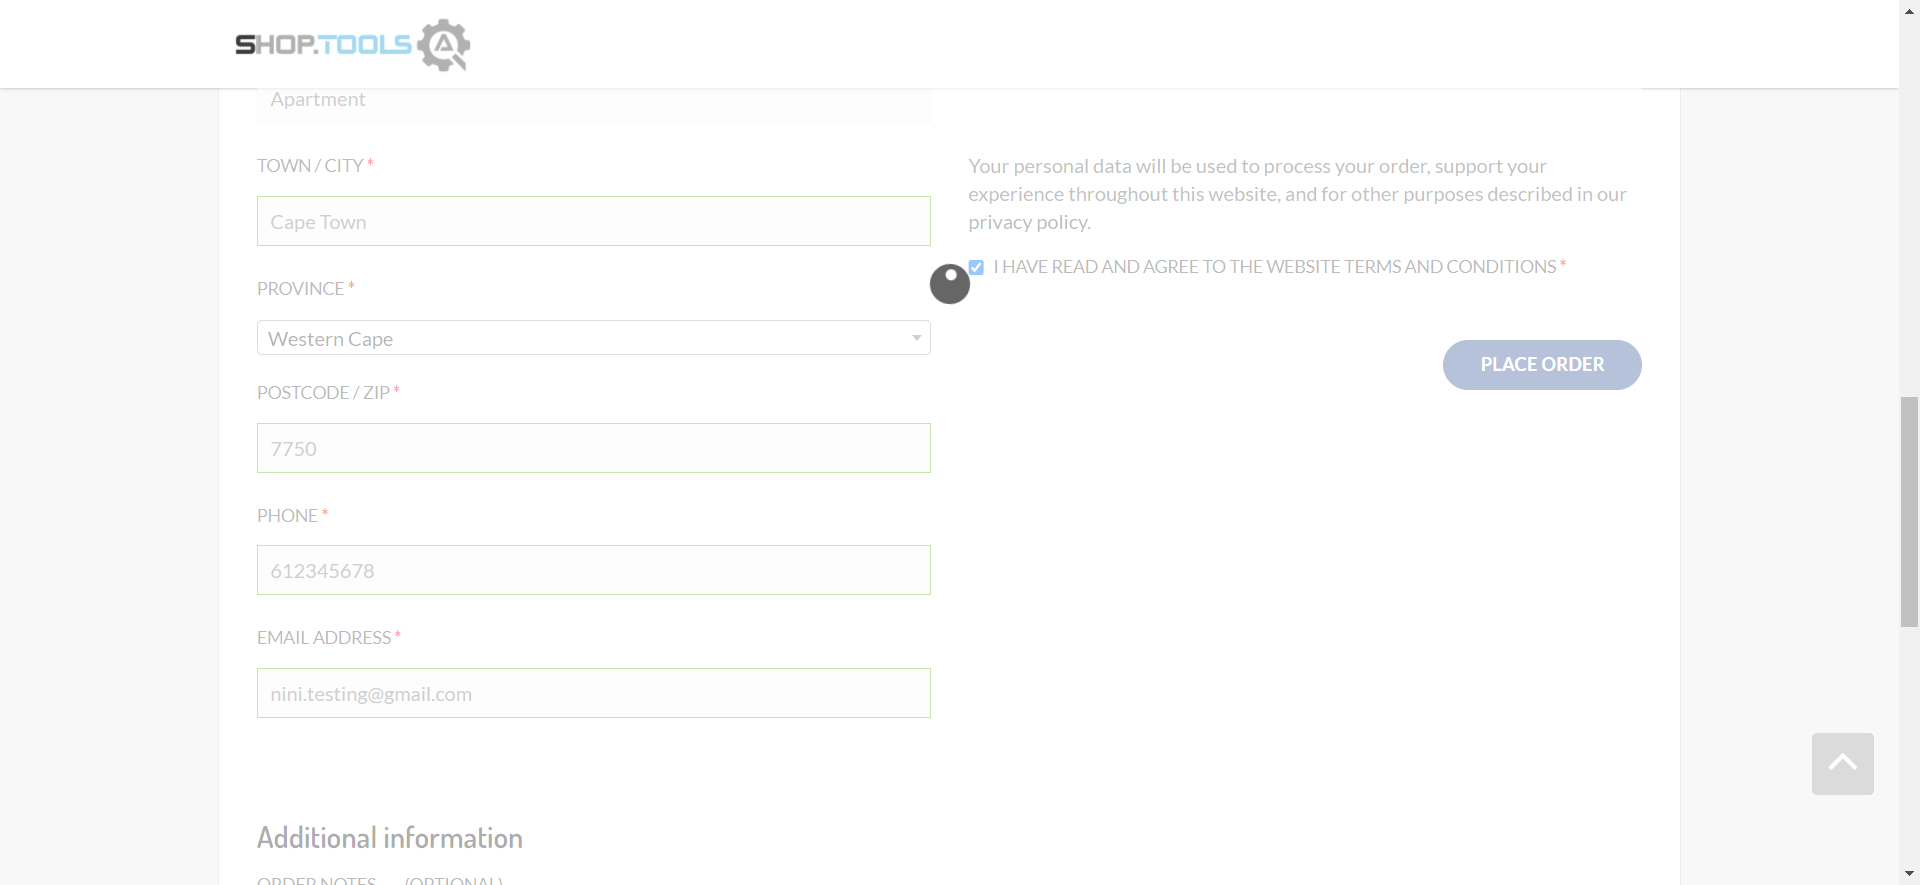 SHOP.TOOLS
Apartment
TOWN / CITY *
Cape Town
PROVINCE *
Western Cape
POSTCODE / ZIP *
7750
PHONE *
612345678
EMAIL ADDRESS *
nini.testing@gmail.com
Your personal data will be used to process your order, support your
experience throughout this website, and for other purposes described in our
privacy policy.
I HAVE READ AND AGREE TO THE WEBSITE TERMS AND CONDITIONS *
PLACE ORDER
Additional information
ORDER NOTES (OPTIONAL)